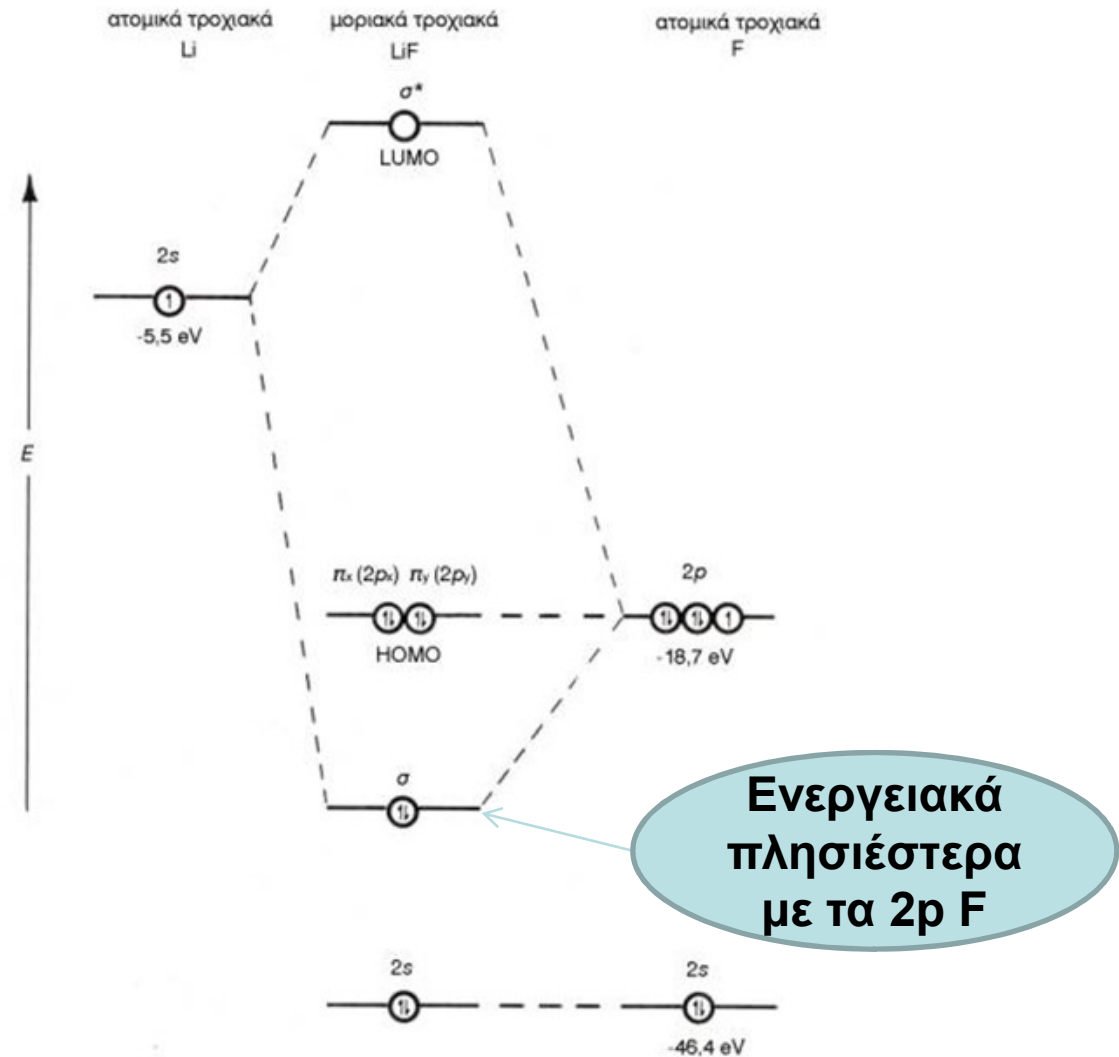 ατομικά τροχιακά
Li
μοριακά τροχιακά
LiF
ατομικά τροχιακά
F
σ*
LUMO
2s
-5,5 eV
E
πx (2px) πy (2py)
HOMO
2p
-18,7 eV
σ
Ενεργειακά
πλησιέστερα
με τα 2p F
2s
2s
-46,4 eV